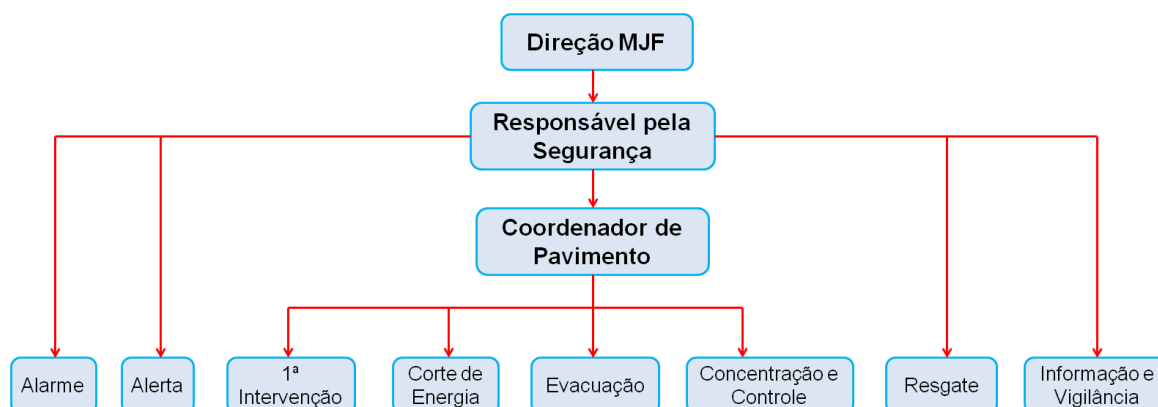 Direção MJF
Responsável pela
Segurança
Coordenador de
Pavimento
Alarme
Alerta
1ª
Intervenção
Corte de
Energia
Evacuação
Concentração e
Controle
Resgate
Informação e
Vigilância